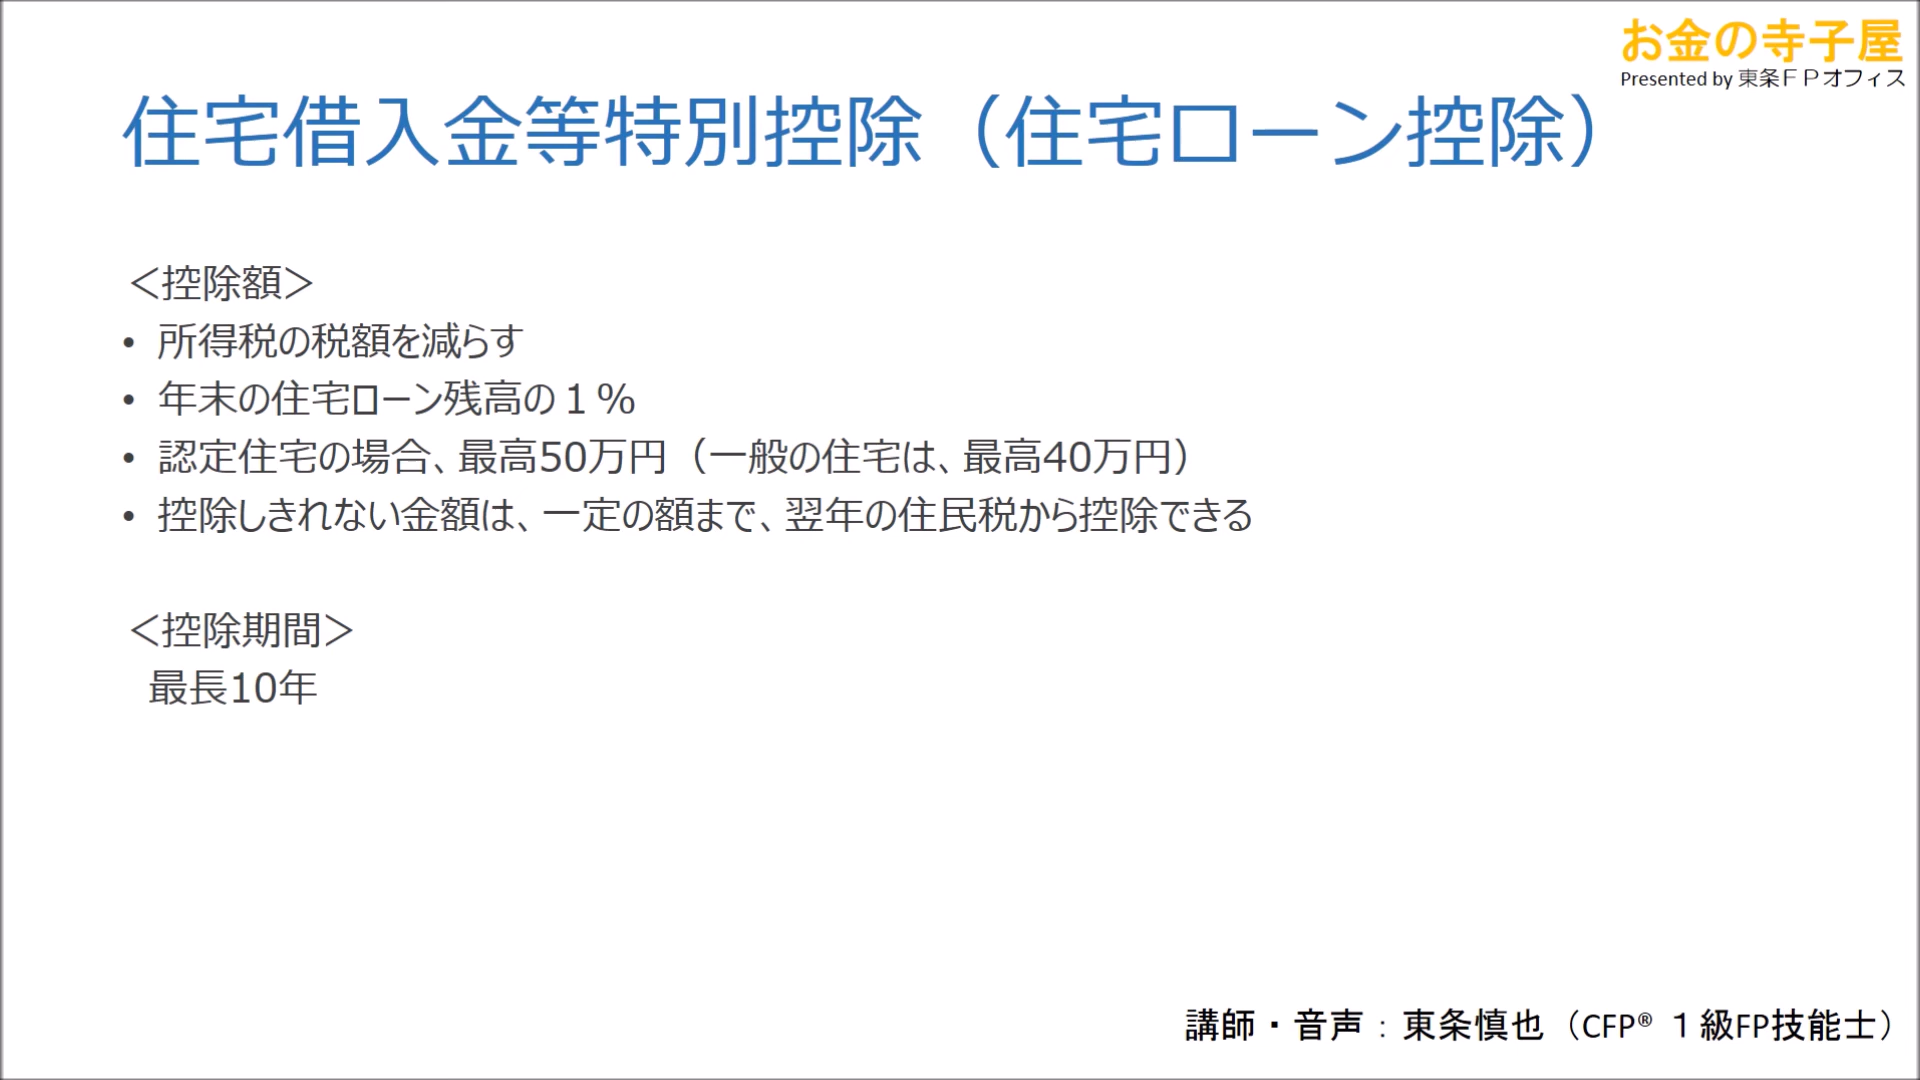 お金の寺子屋
Presented by 東条ＦＰオフィス
住宅借入金等特別控除（住宅ローン控除）
＜控除額＞
• 所得税の税額を減らす
• 年末の住宅ローン残高の１％
• 認定住宅の場合、最高50万円（一般の住宅は、最高40万円）
• 控除しきれない金額は、一定の額まで、翌年の住民税から控除できる
＜控除期間＞
最長10年
講師・音声：東条慎也（CFP® １級FP技能士）